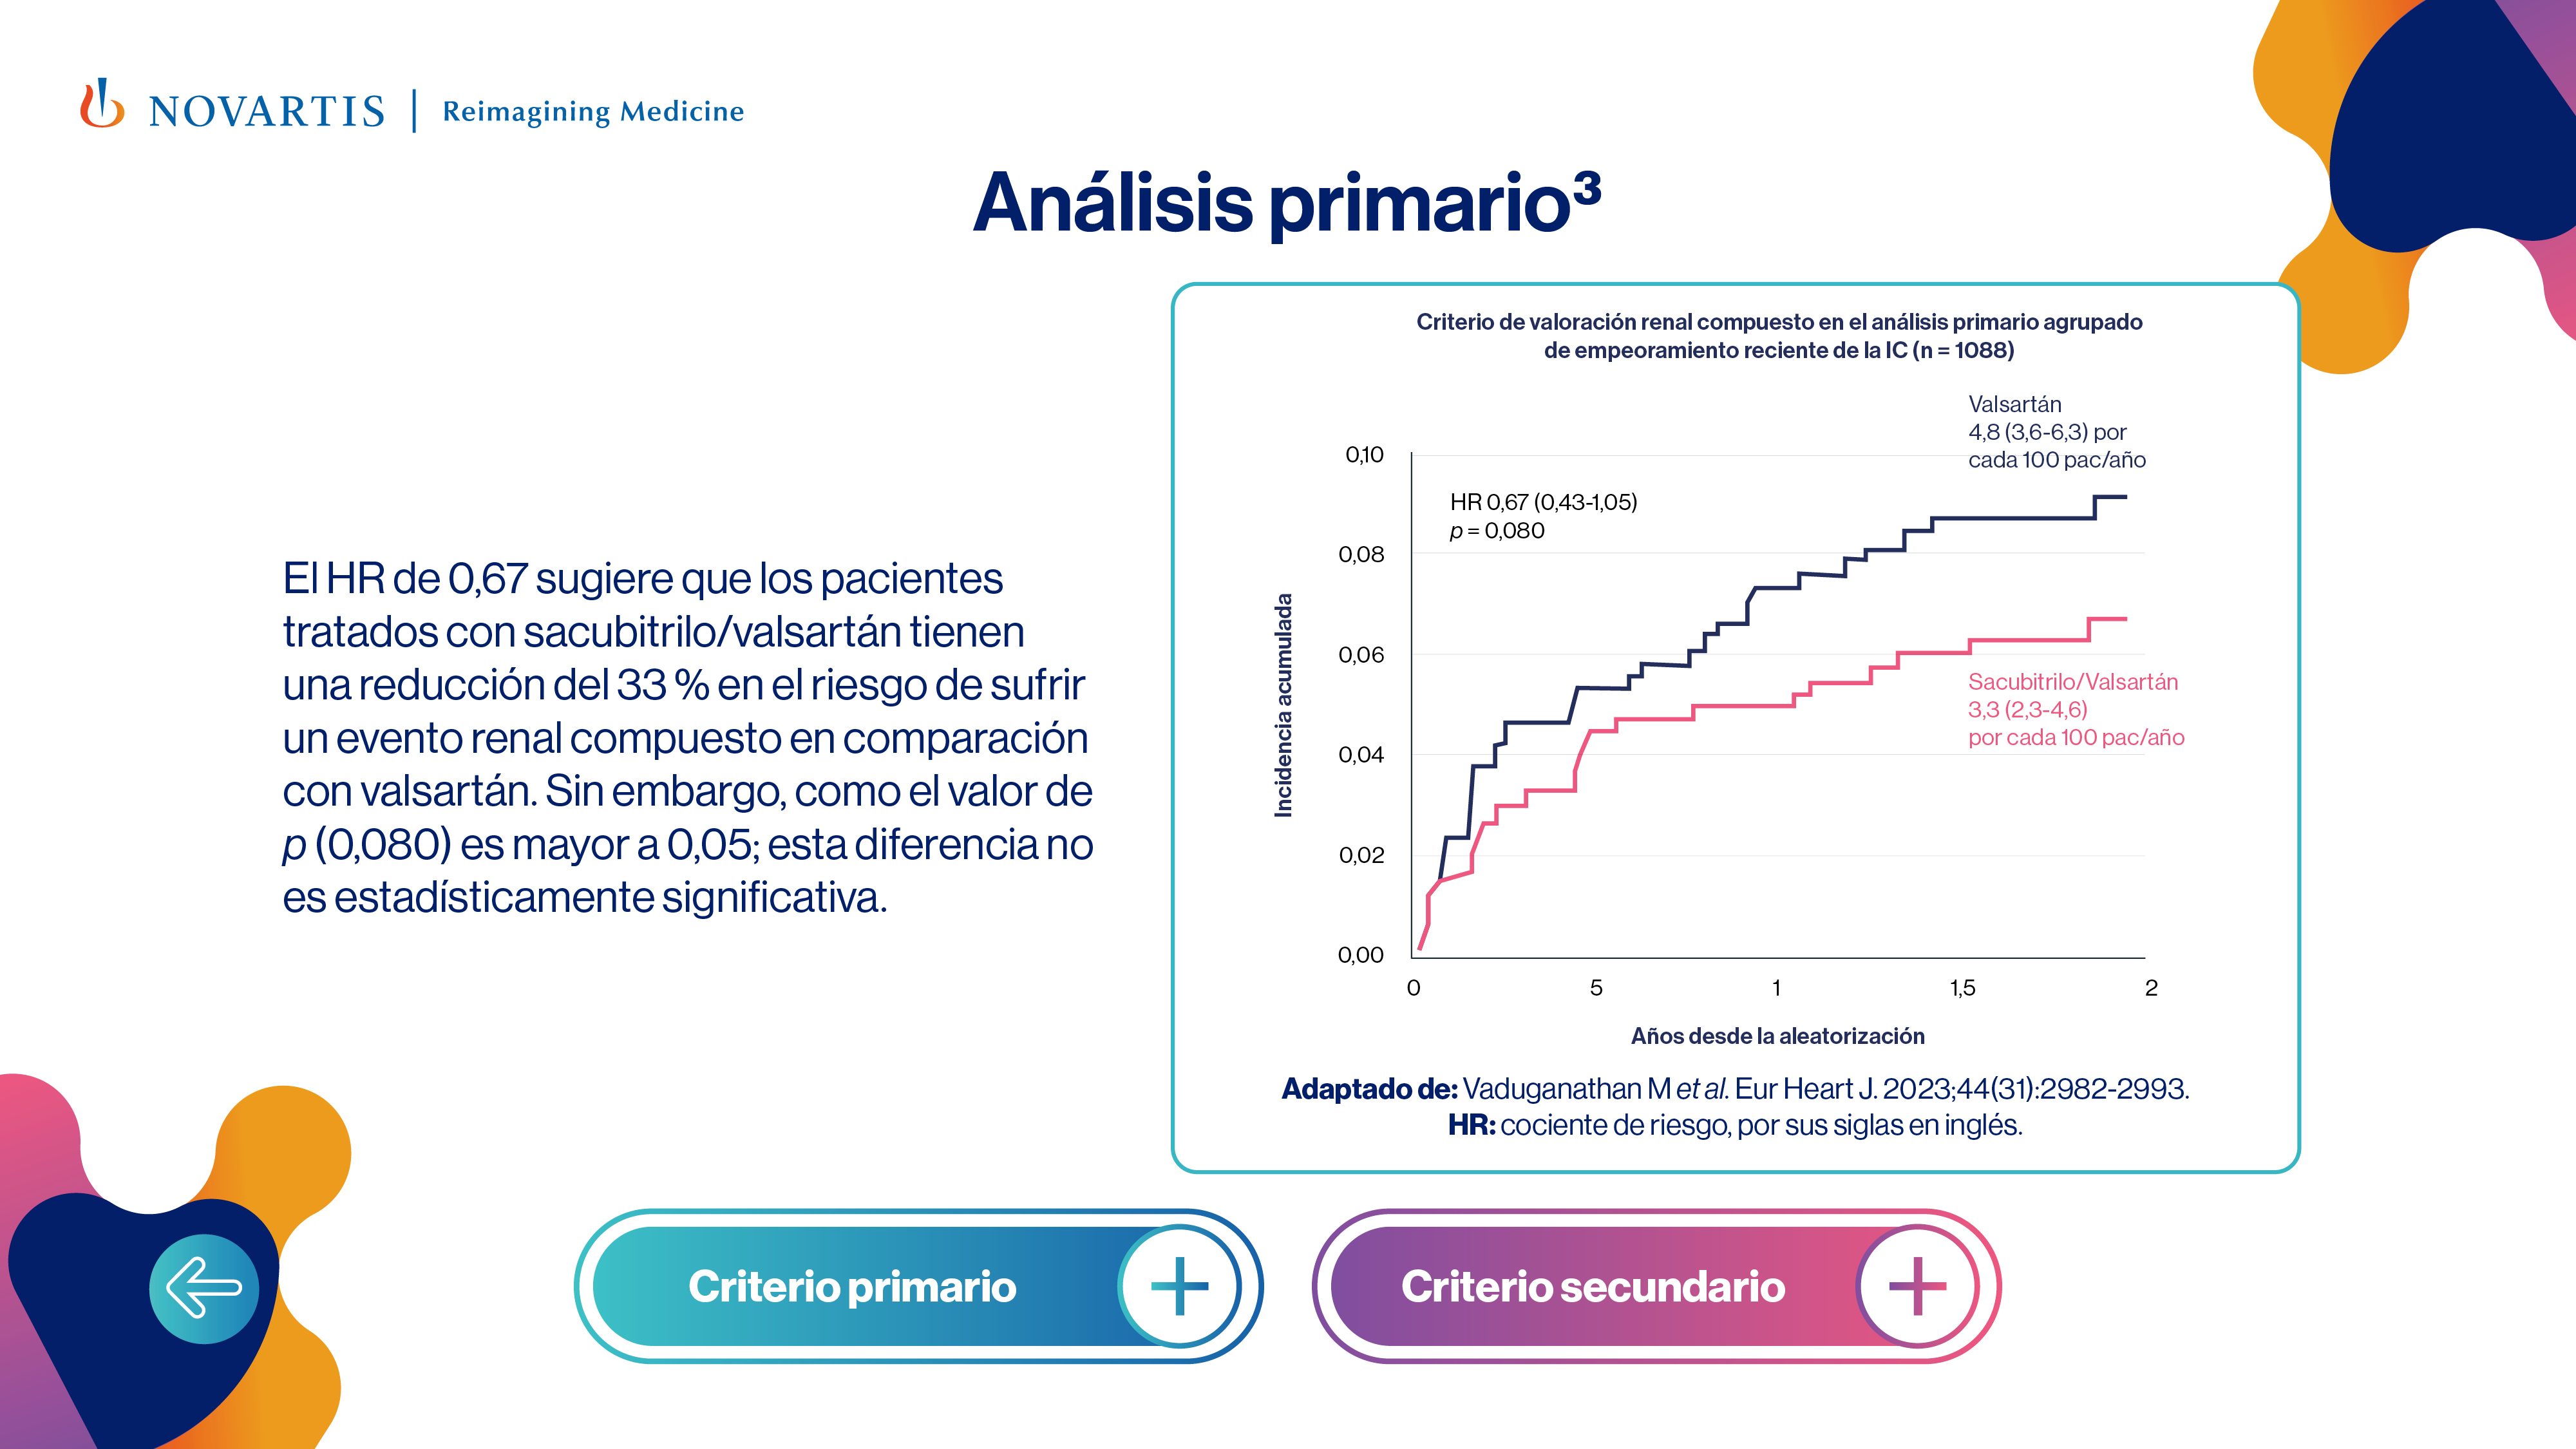 NOVARTIS | Reimagining Medicine
Análisis primario³
El HR de 0,67 sugiere que los pacientes
tratados con sacubitrilo/valsartán tienen
una reducción del 33 % en el riesgo de sufrir
un evento renal compuesto en comparación
con valsartán. Sin embargo, como el valor de
p (0,080) es mayor a 0,05; esta diferencia no
es estadísticamente significativa.
Criterio de valoración renal compuesto en el análisis primario agrupado
de empeoramiento reciente de la IC (n = 1088)
Valsartán
4,8 (3,6-6,3) por
cada 100 pac/año
HR 0,67 (0,43-1,05)
p = 0,080
Incidencia acumulada
0,10
0,08
0,06
0,04
0,02
0,00
Sacubitrilo/Valsartán
3,3 (2,3-4,6)
por cada 100 pac/año
0 5 1 1,5 2
Años desde la aleatorización
Adaptado de: Vaduganathan M et al. Eur Heart J. 2023;44(31):2982-2993.
HR: cociente de riesgo, por sus siglas en inglés.
Criterio primario
Criterio secundario